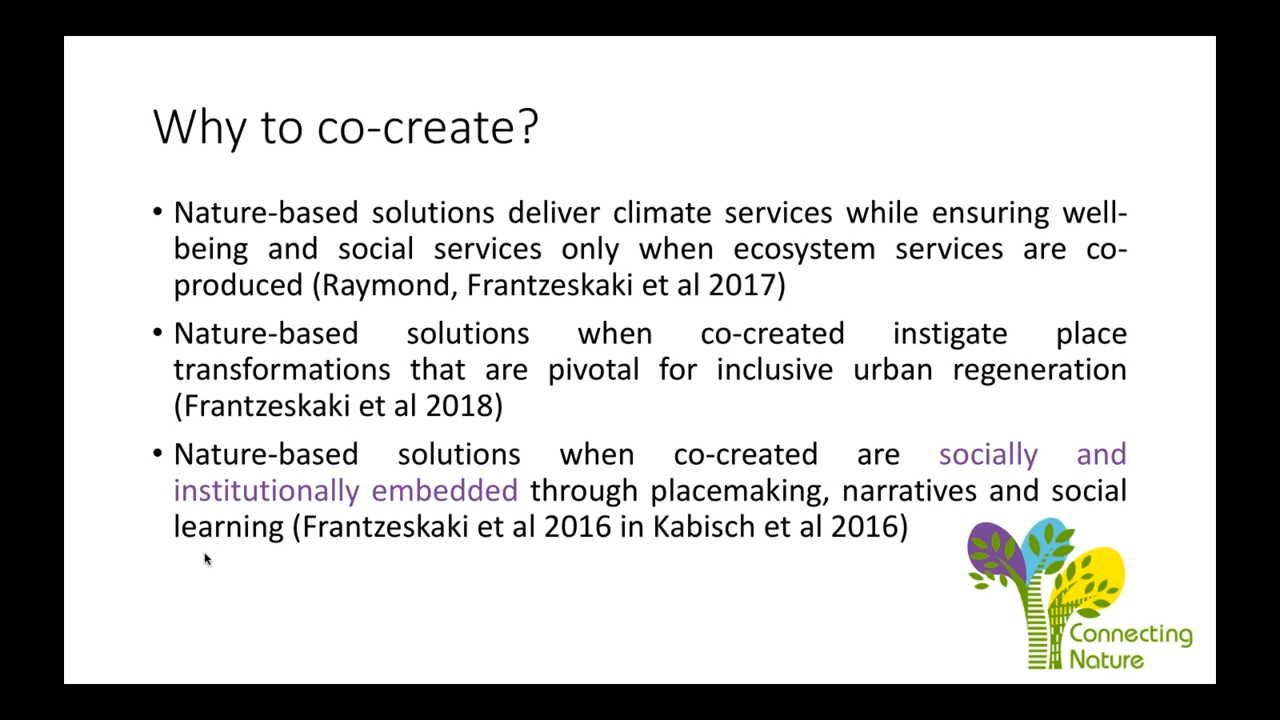 Why to co-create?
• Nature-based solutions deliver climate services while ensuring well-
being and social services only when ecosystem services are co-
produced (Raymond, Frantzeskaki et al 2017)
• Nature-based solutions when co-created instigate place
transformations that are pivotal for inclusive urban regeneration
(Frantzeskaki et al 2018)
• Nature-based solutions when co-created are socially and
institutionally embedded through placemaking, narratives and social
learning (Frantzeskaki et al 2016 in Kabisch et al 2016)
Connecting
Nature